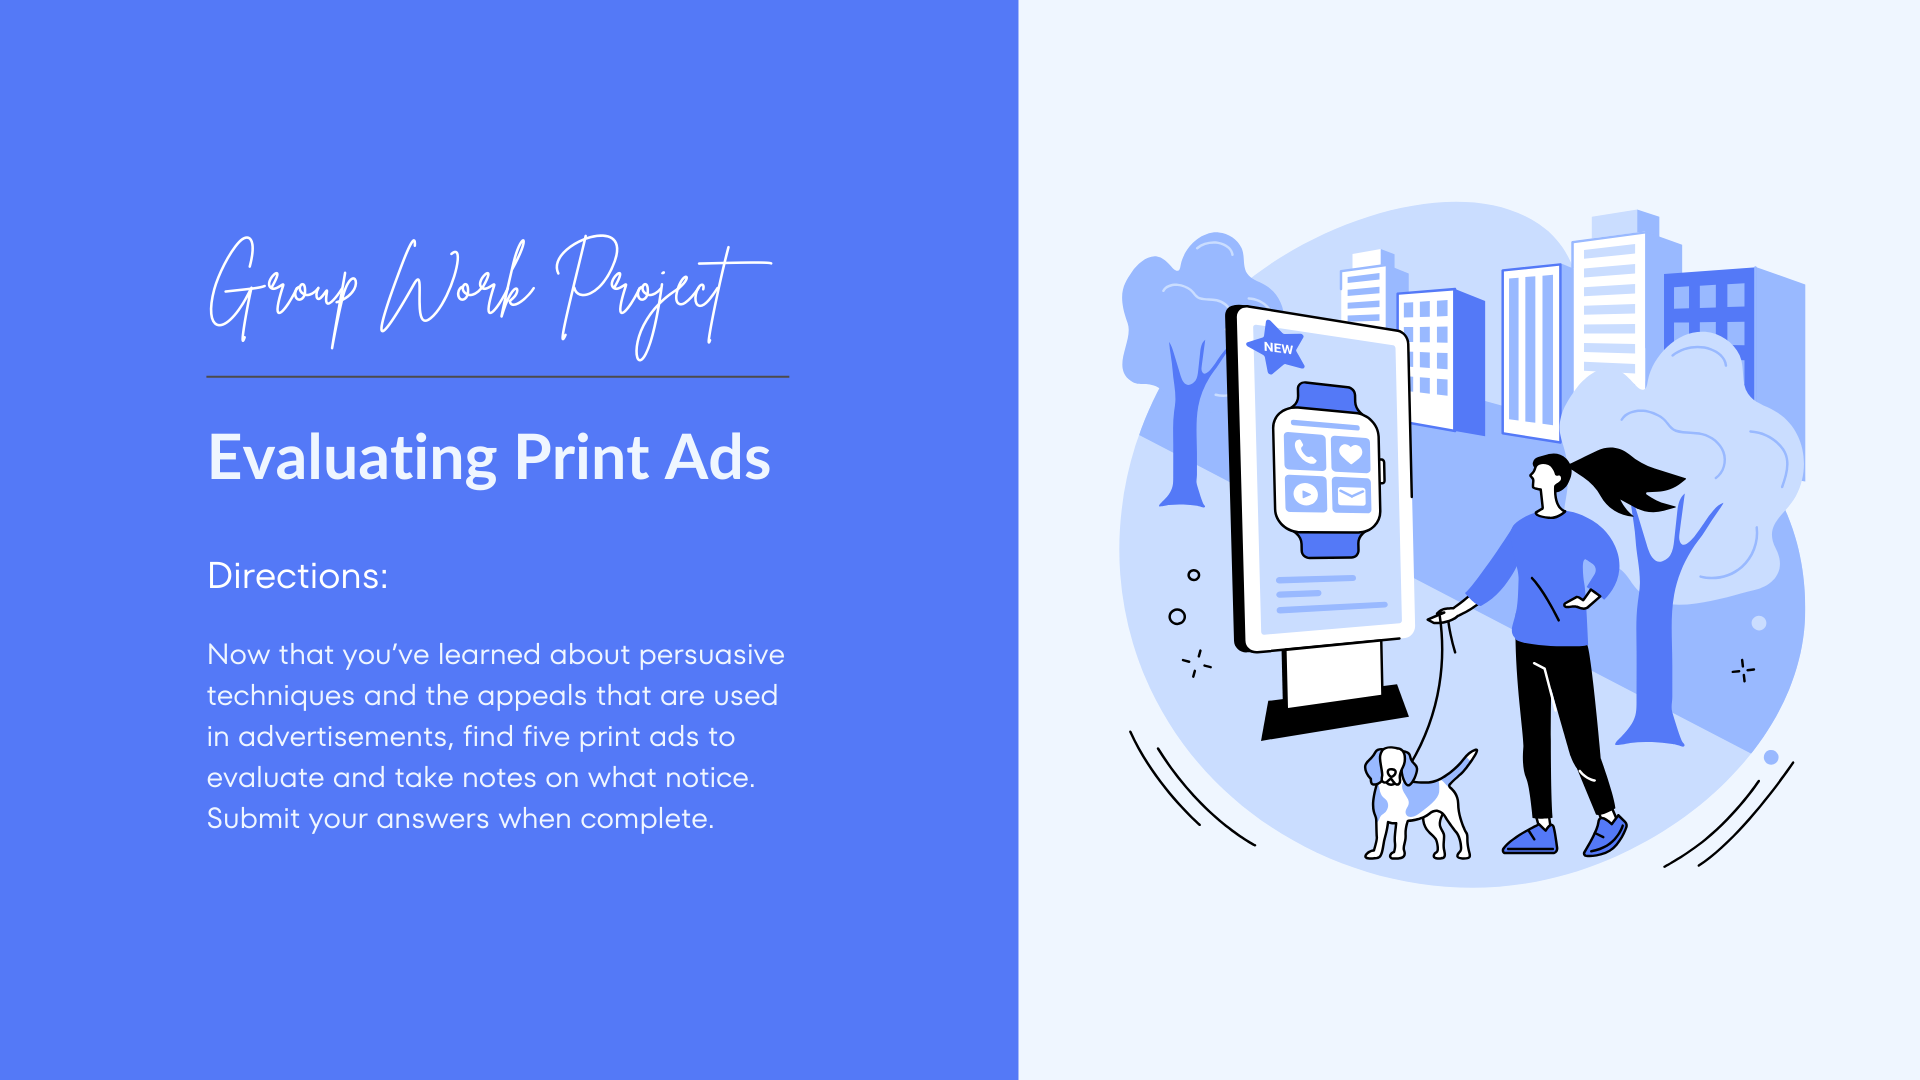 Group Work Project
Evaluating Print Ads
Directions:
Now that you’ve learned about persuasive
techniques and the appeals that are used
in advertisements, find five print ads to
evaluate and take notes on what notice.
Submit your answers when complete.
NEW